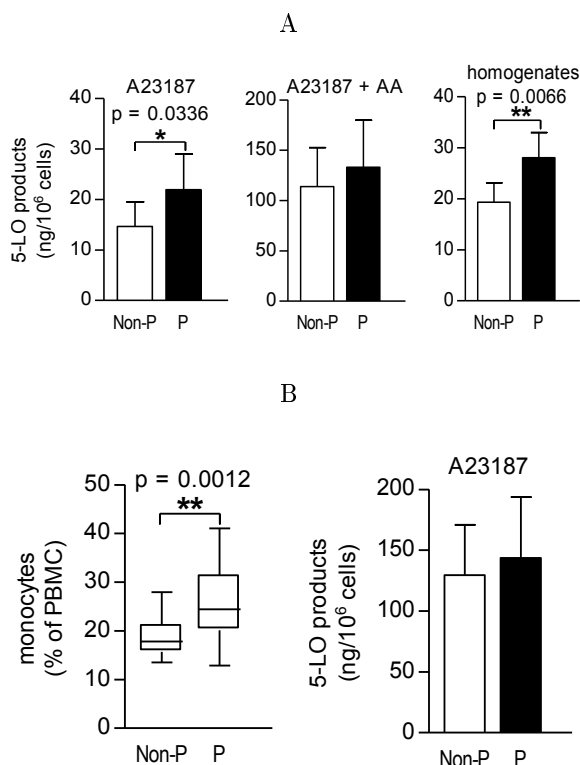 A
A23187
p = 0.0336
*
5-LO products
(ng/10⁶ cells)
40
30
20
10
0
Non-P P
A23187 + AA
200
150
100
50
0
Non-P P
homogenates
p = 0.0066
**
40
30
20
10
0
Non-P P
B
p = 0.0012
**
monocytes
(% of PBMC)
50
40
30
20
10
0
Non-P P
A23187
5-LO products
(ng/10⁶ cells)
200
150
100
50
0
Non-P P